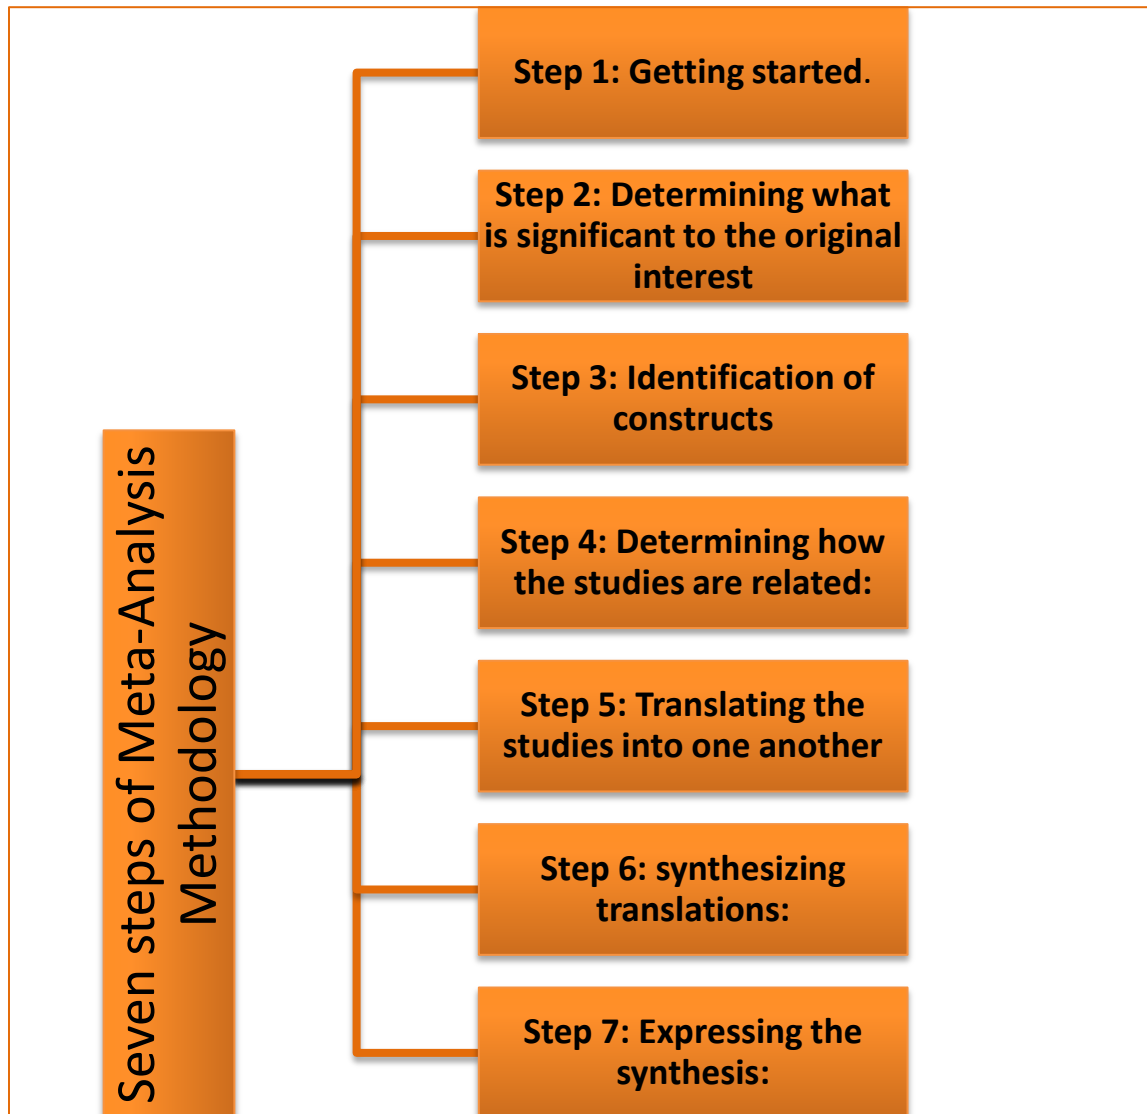 Seven steps of Meta-Analysis
Methodology
Step 1: Getting started.
Step 2: Determining what
is significant to the original
interest
Step 3: Identification of
constructs
Step 4: Determining how
the studies are related:
Step 5: Translating the
studies into one another
Step 6: synthesizing
translations:
Step 7: Expressing the
synthesis: